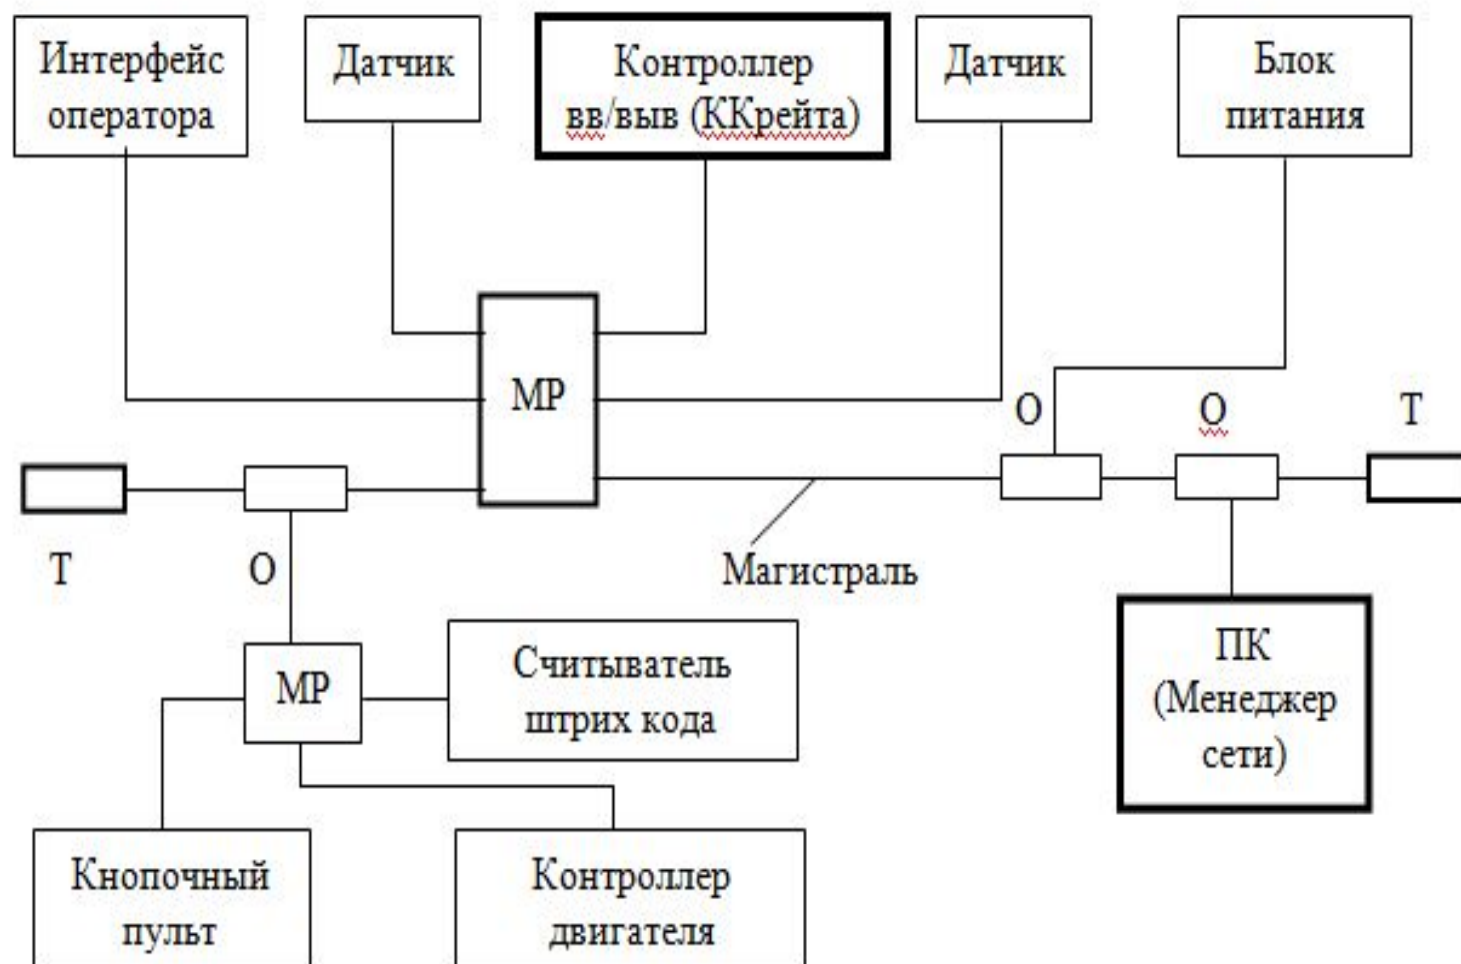 Интерфейс
оператора
Датчик
Контроллер
вв/выв (ККрейта)
Датчик
Блок
питания
МР
О
О
Т
Т
О
Магистраль
МР
Считыватель
штрих кода
ПК
(Менеджер
сети)
Кнопочный
пульт
Контроллер
двигателя